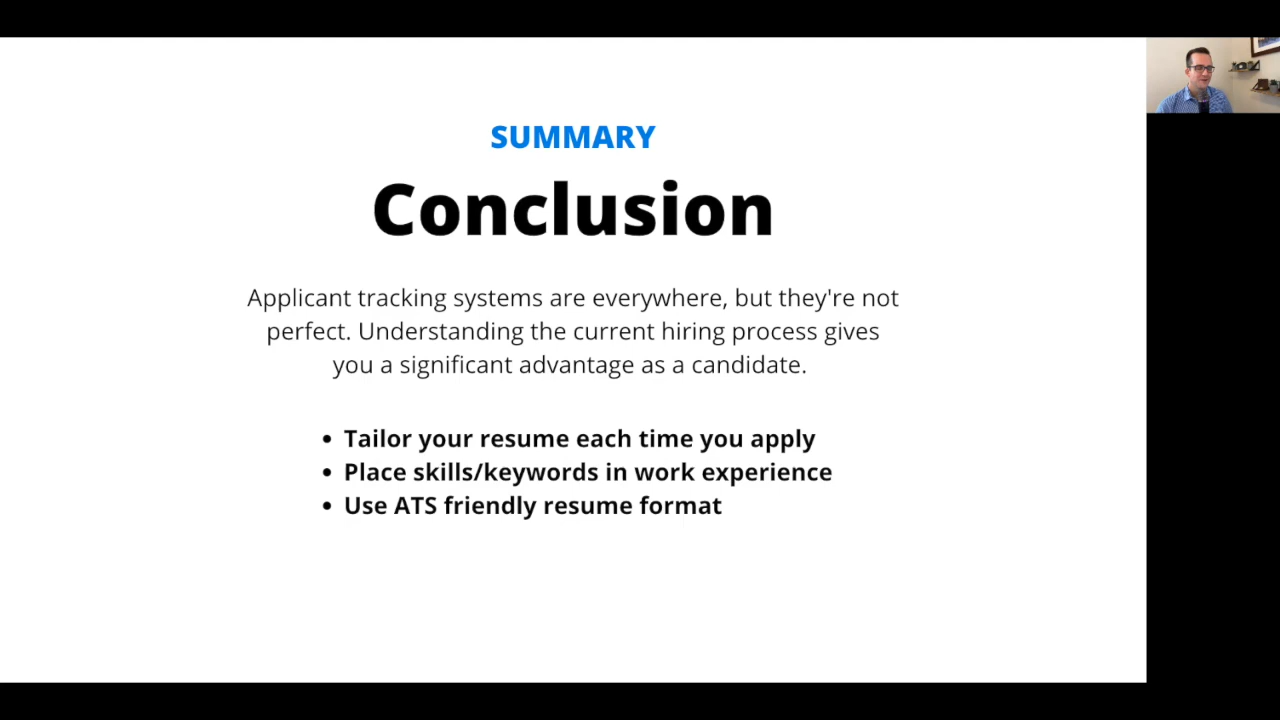 SUMMARY
Conclusion
Applicant tracking systems are everywhere, but they're not
perfect. Understanding the current hiring process gives
you a significant advantage as a candidate.
• Tailor your resume each time you apply
• Place skills/keywords in work experience
• Use ATS friendly resume format